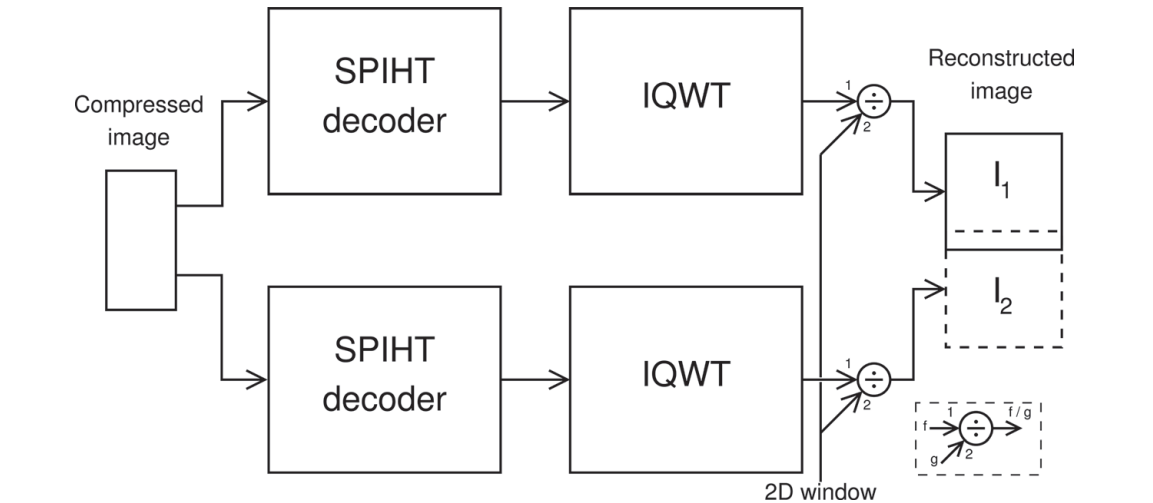 Compressed
image
SPIHT
decoder
IQWT
1
÷
2
Reconstructed
image
I1
I2
SPIHT
decoder
IQWT
1
÷
2
2D window
f
1
÷
f / g
g
2